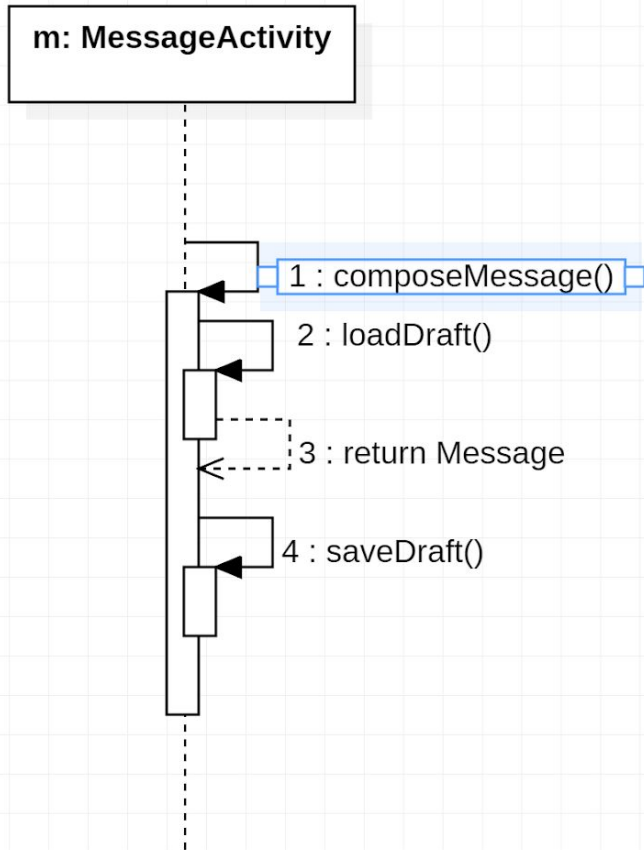 m: MessageActivity
1 : composeMessage()
2 : loadDraft()
3 : return Message
4 : saveDraft()